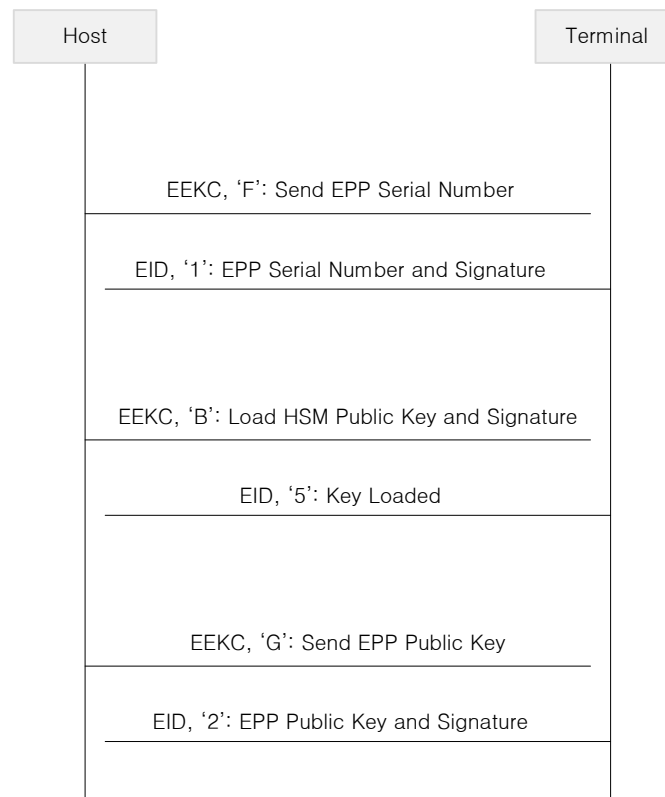 Host
Terminal
EEKC, ‘F’: Send EPP Serial Number
EID, ‘1’: EPP Serial Number and Signature
EEKC, ‘B’: Load HSM Public Key and Signature
EID, ‘5’: Key Loaded
EEKC, ‘G’: Send EPP Public Key
EID, ‘2’: EPP Public Key and Signature